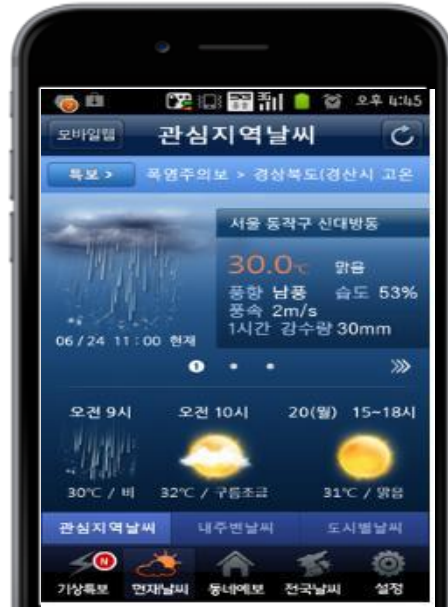 오후 4:45
모바일웹 관심지역날씨
특보 > 폭염주의보 > 경상북도(경산시 고온
서울 동작구 신대방동
30.0℃ 맑음
풍향 남풍 습도 53%
풍속 2m/s
1시간 강수량 30mm
06/24 11:00 현재
1
오전 9시 오전 10시 20(월) 15~18시
30℃ / 비 32℃ / 구름조금 31℃ / 맑음
관심지역날씨 내주변날씨 도시별날씨
N
기상특보 현재날씨 동네예보 전국날씨 설정